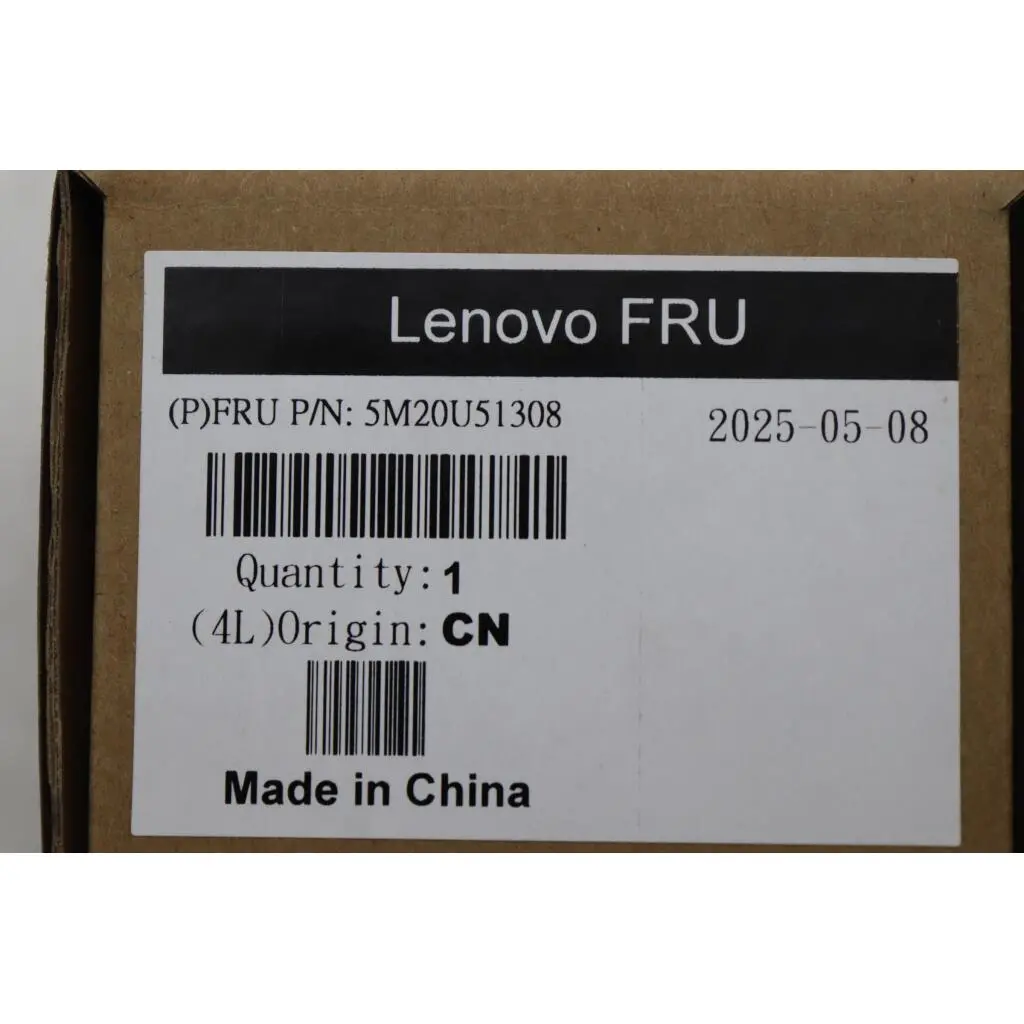 Lenovo FRU
(P)FRU P/N: 5M20U51308
2025-05-08
Quantity: 1
(4L)Origin: CN
Made in China